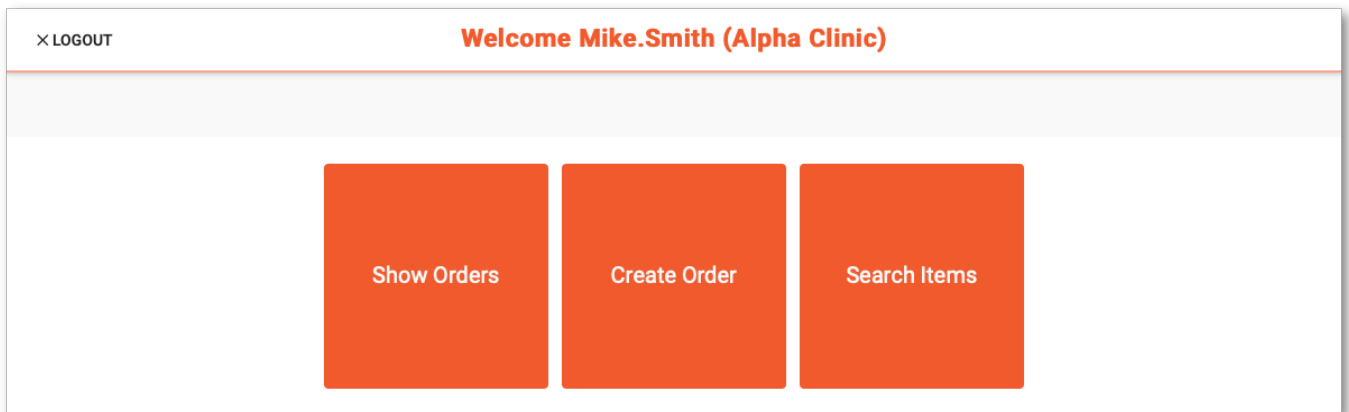 × LOGOUT
Welcome Mike.Smith (Alpha Clinic)
Show Orders
Create Order
Search Items